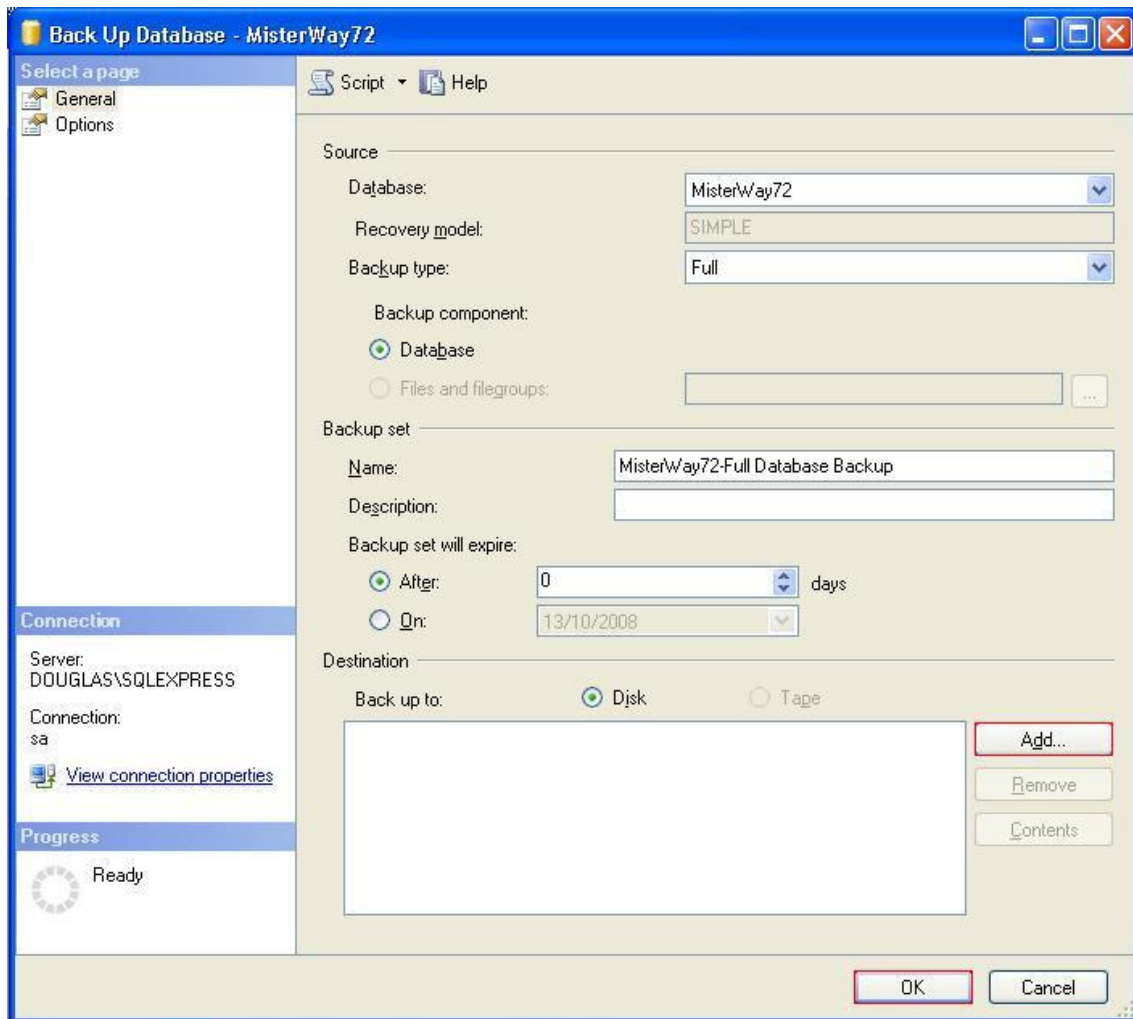 Back Up Database - MisterWay72
Select a page
General
Options
Script Help
Source
Database: MisterWay72
Recovery model: SIMPLE
Backup type: Full
Backup component:
Database
Files and filegroups: ...
Backup set
Name: MisterWay72-Full Database Backup
Description:
Backup set will expire:
After: 0 days
On: 13/10/2008
Connection
Server:
DOUGLAS\SQLEXPRESS
Connection:
sa
View connection properties
Destination
Back up to: Disk Tape
Add...
Remove
Contents
Progress
Ready
OK Cancel